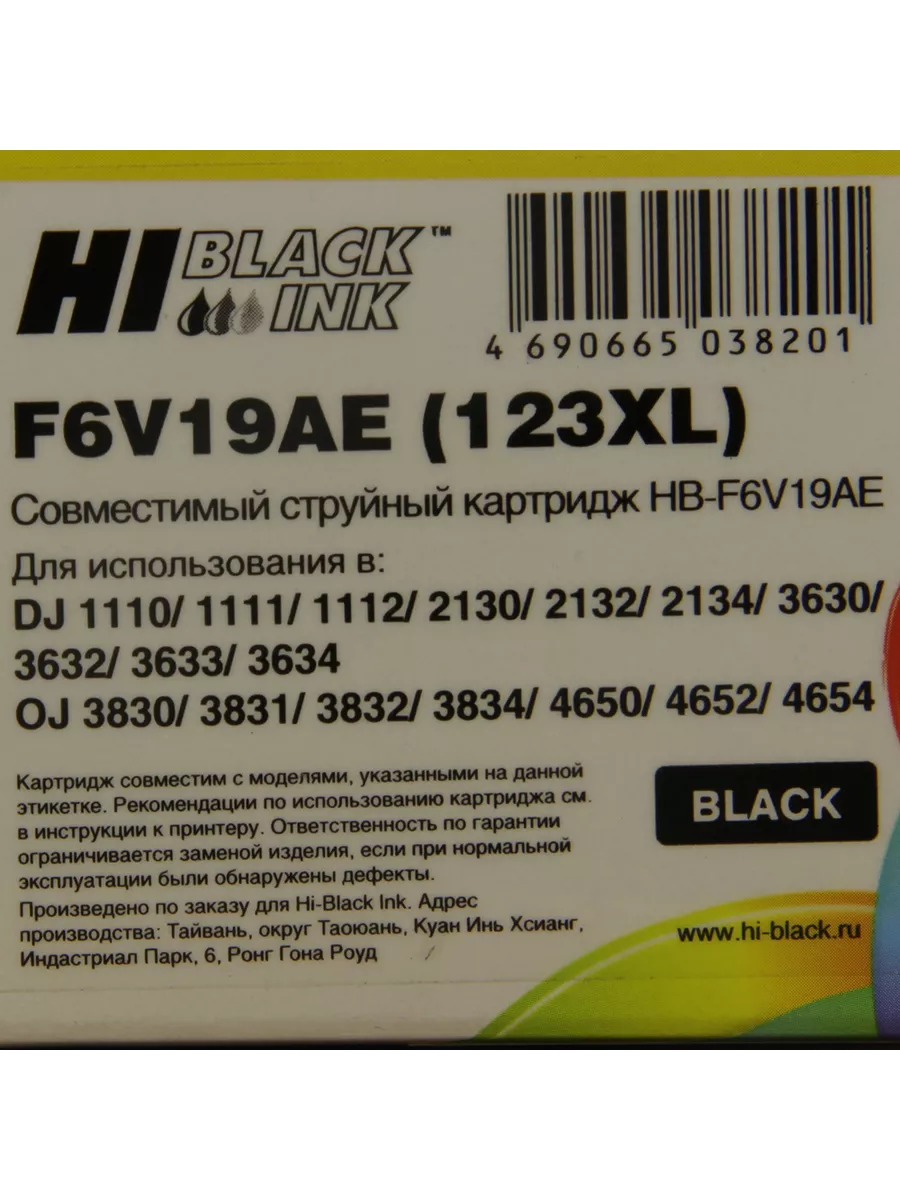 HI BLACK INK™
4 690665 038201
F6V19AE (123XL)
Совместимый струйный картридж HB-F6V19AE
Для использования в:
DJ 1110/ 1111/ 1112/ 2130/ 2132/ 2134/ 3630/
3632/ 3633/ 3634
OJ 3830/ 3831/ 3832/ 3834/ 4650/ 4652/ 4654
Картридж совместим с моделями, указанными на данной
этикетке. Рекомендации по использованию картриджа см.
в инструкции к принтеру. Ответственность по гарантии
ограничивается заменой изделия, если при нормальной
эксплуатации были обнаружены дефекты.
BLACK
Произведено по заказу для Hi-Black Ink. Адрес
производства: Тайвань, округ Таоюань, Куан Инь Хсианг,
Индастриал Парк, 6, Ронг Гона Роуд
www.hi-black.ru